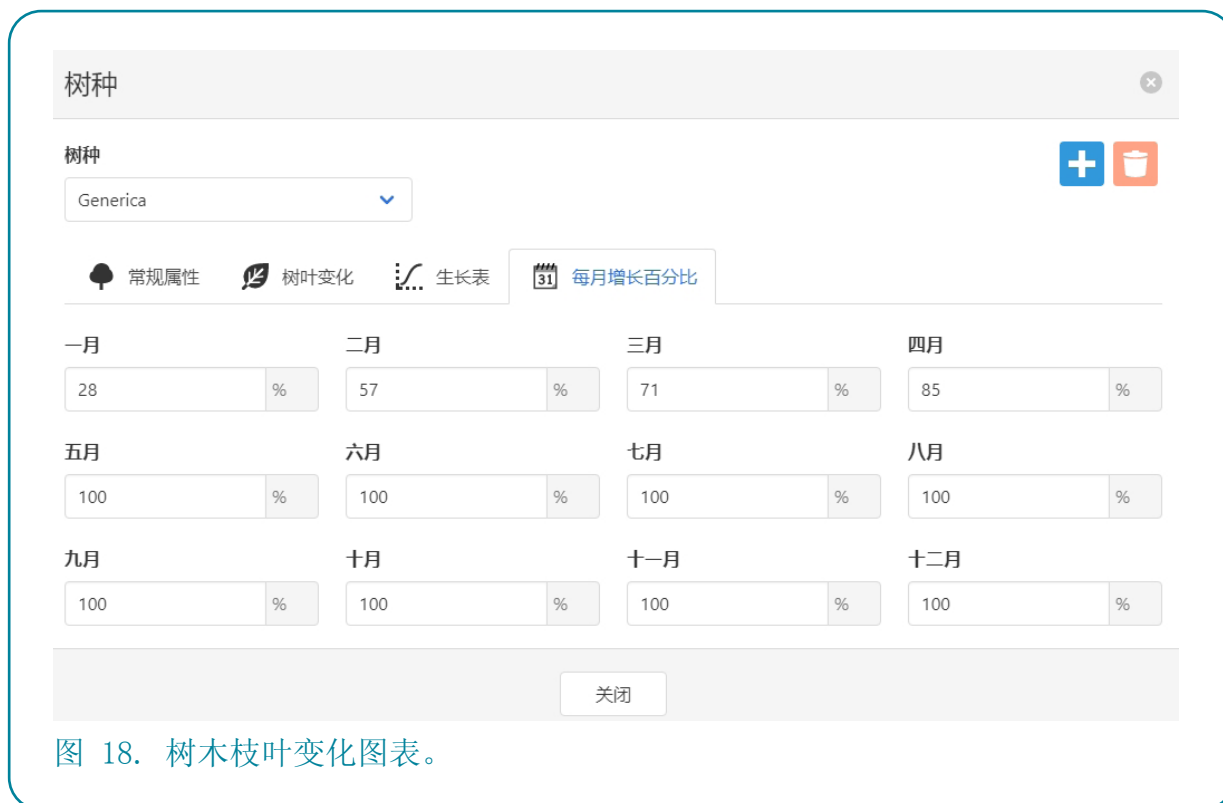 树种
树种
Generica
常规属性 树叶变化 生长表 31 每月增长百分比
一月 二月 三月 四月
28 % 57 % 71 % 85 %
五月 六月 七月 八月
100 % 100 % 100 % 100 %
九月 十月 十一月 十二月
100 % 100 % 100 % 100 %
关闭
图 18. 树木枝叶变化图表。